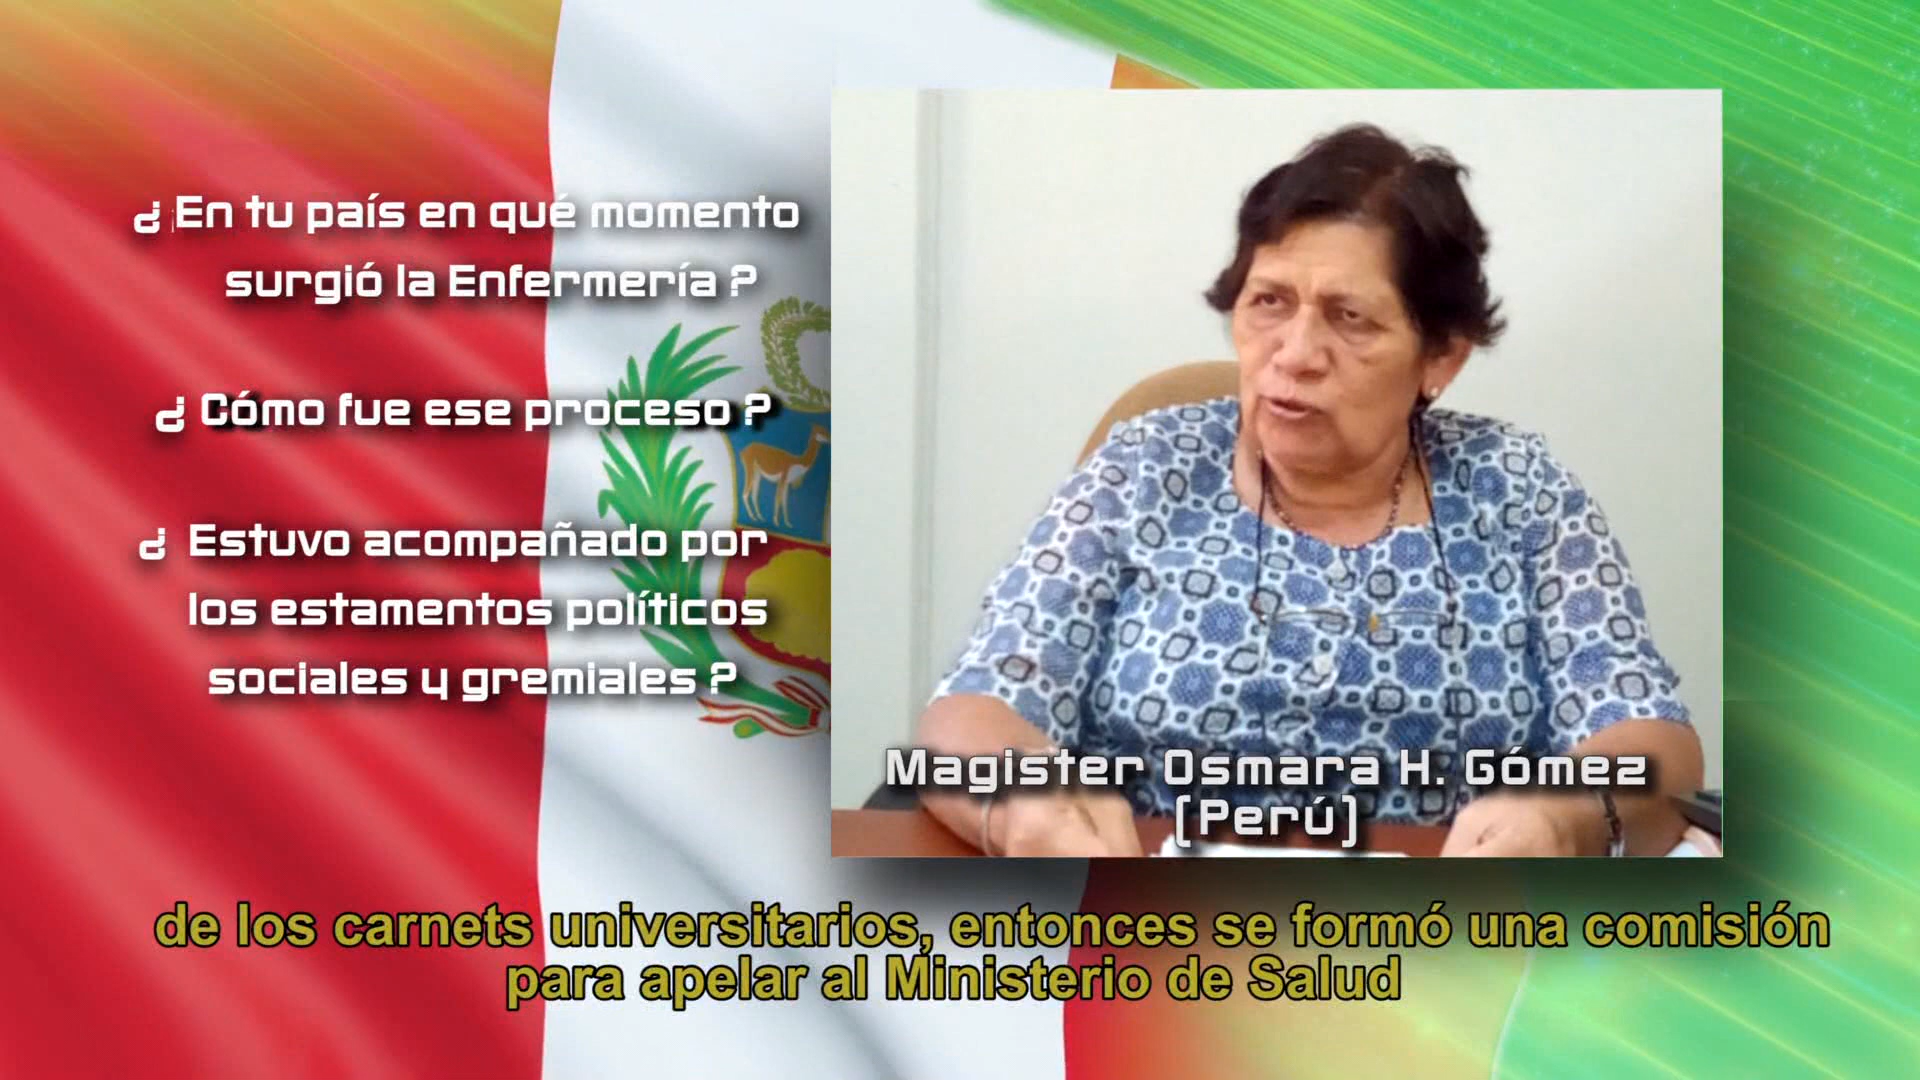 ¿ En tu país en qué momento
surgió la Enfermería ?
¿ Cómo fue ese proceso ?
¿ Estuvo acompañado por
los estamentos políticos
sociales y gremiales ?
Magister Osmara H. Gómez
(Perú)
de los carnets universitarios, entonces se formó una comisión
para apelar al Ministerio de Salud